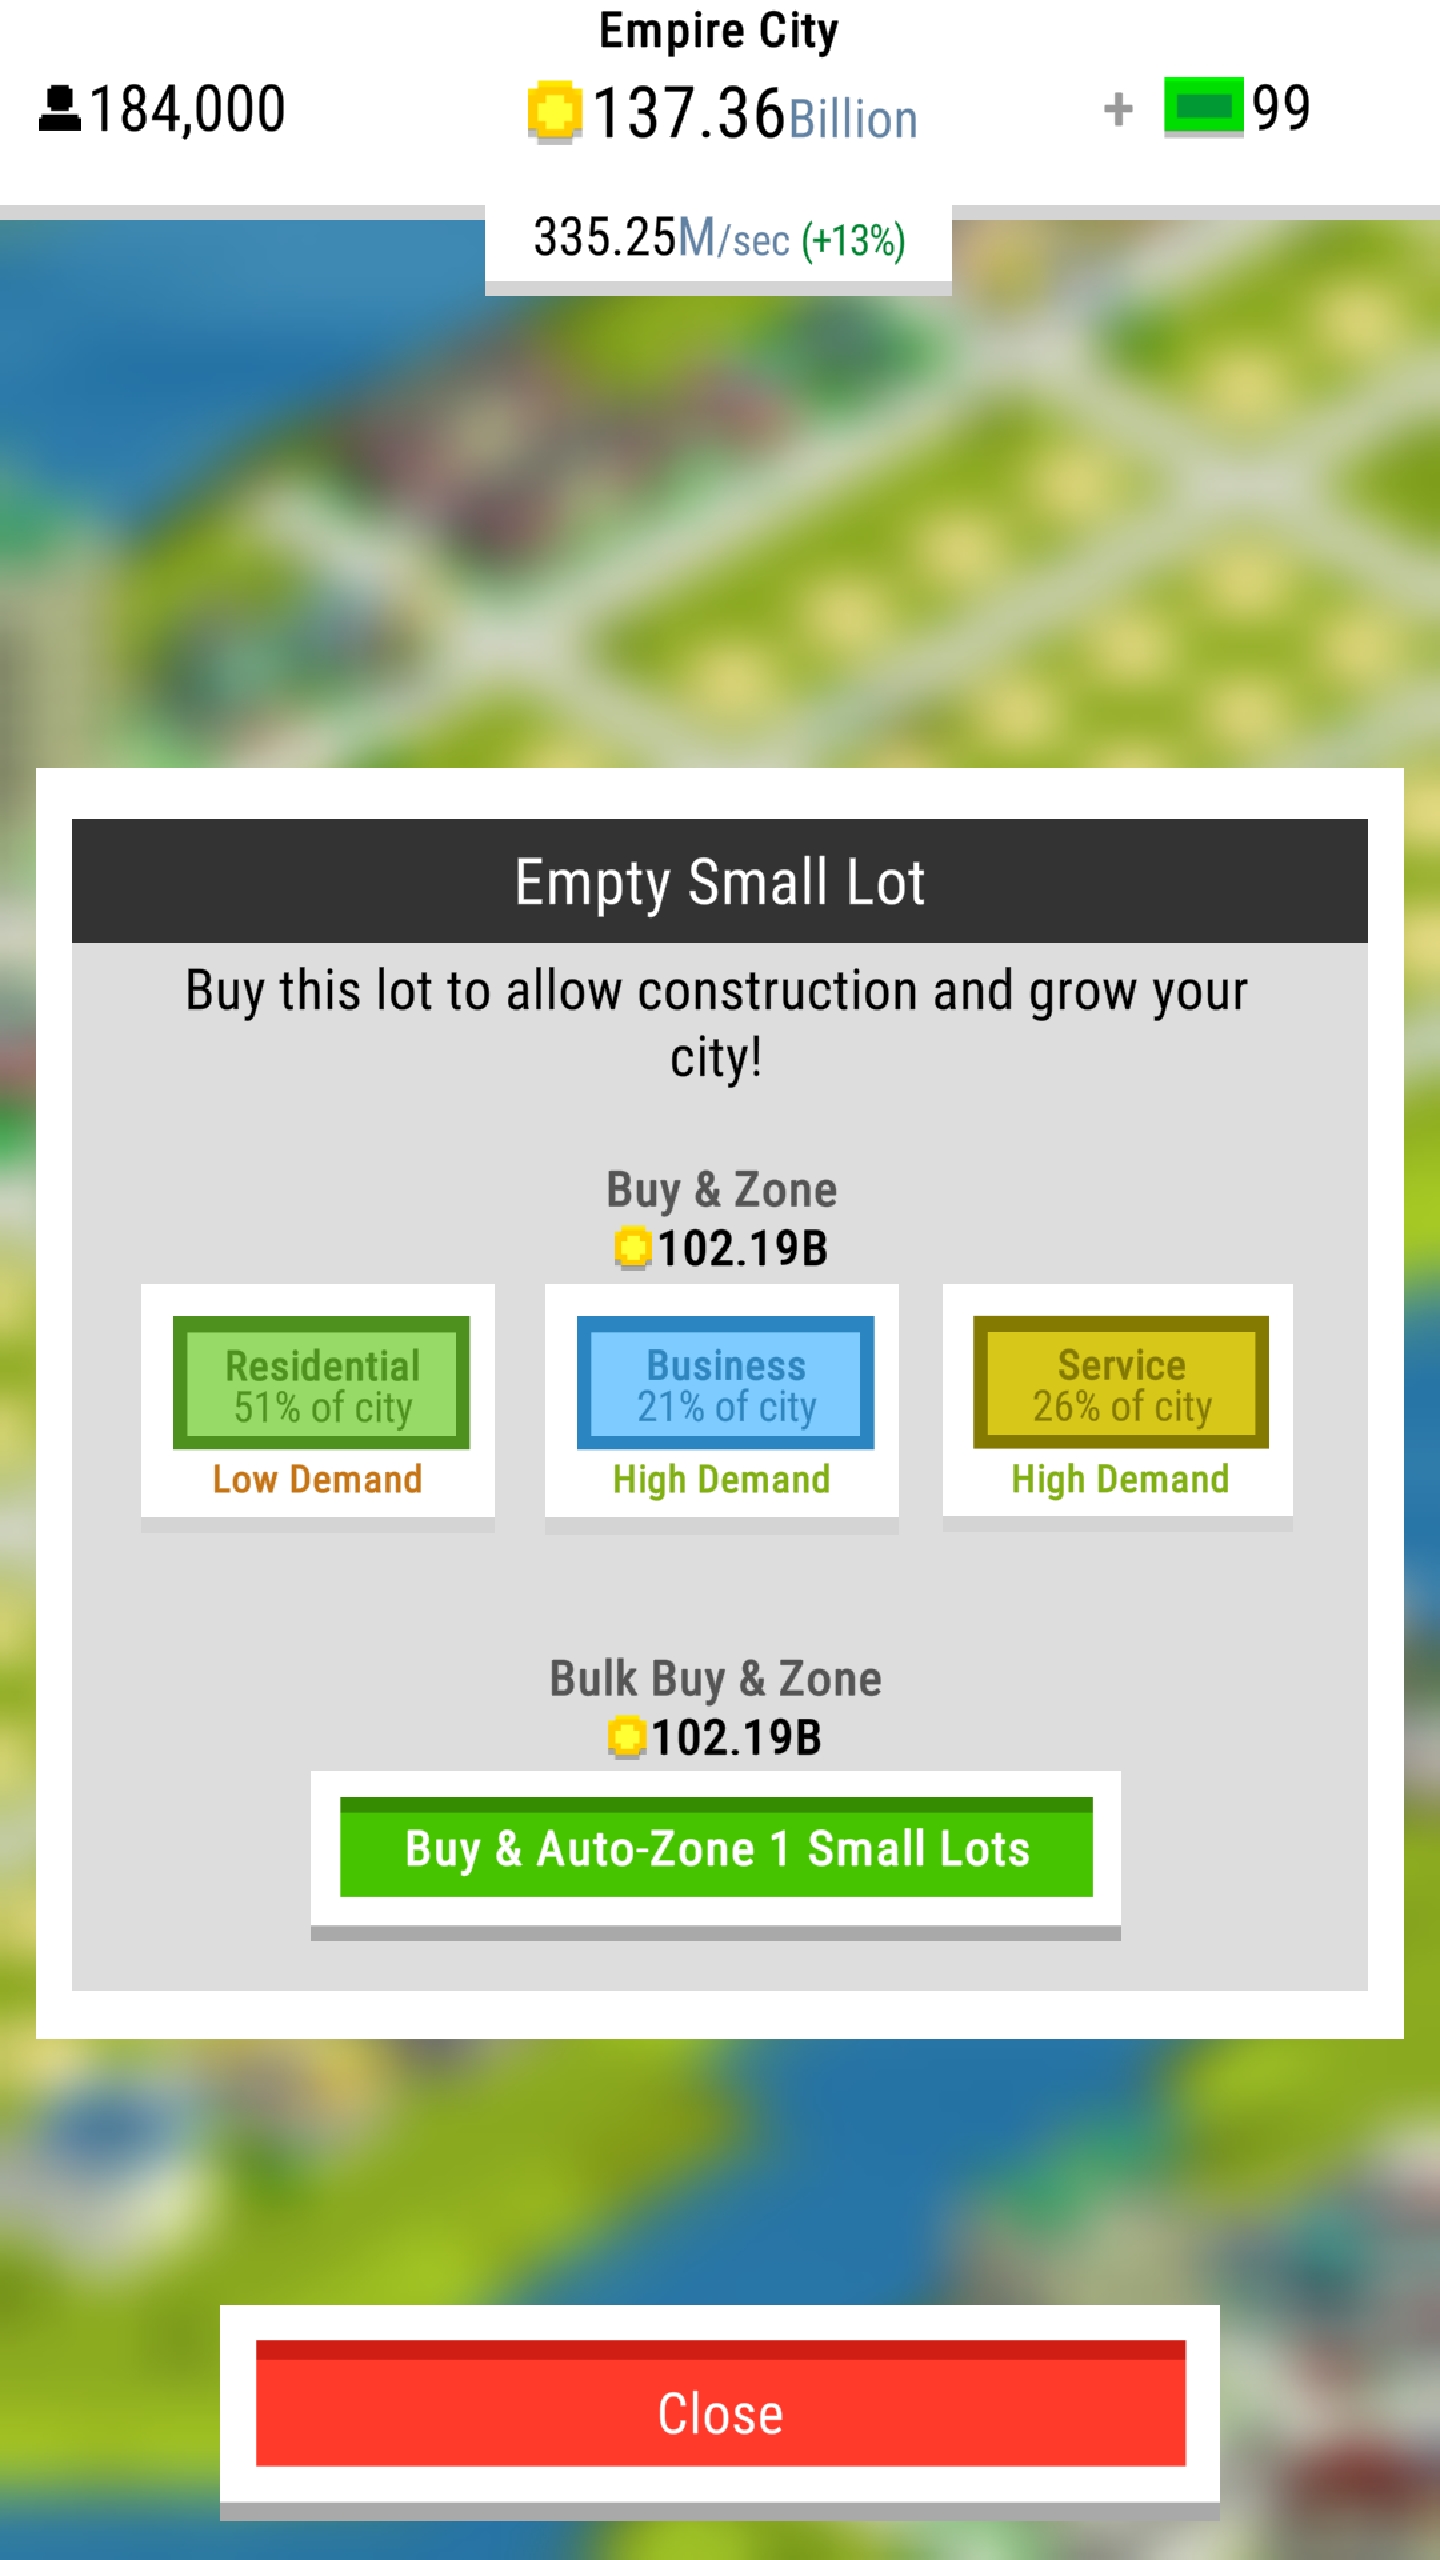 Empire City
184,000
137.36Billion
+ 99
335.25M/sec (+13%)
Empty Small Lot
Buy this lot to allow construction and grow your
city!
Buy & Zone
102.19B
Residential
51% of city
Low Demand
Business
21% of city
High Demand
Service
26% of city
High Demand
Bulk Buy & Zone
102.19B
Buy & Auto-Zone 1 Small Lots
Close